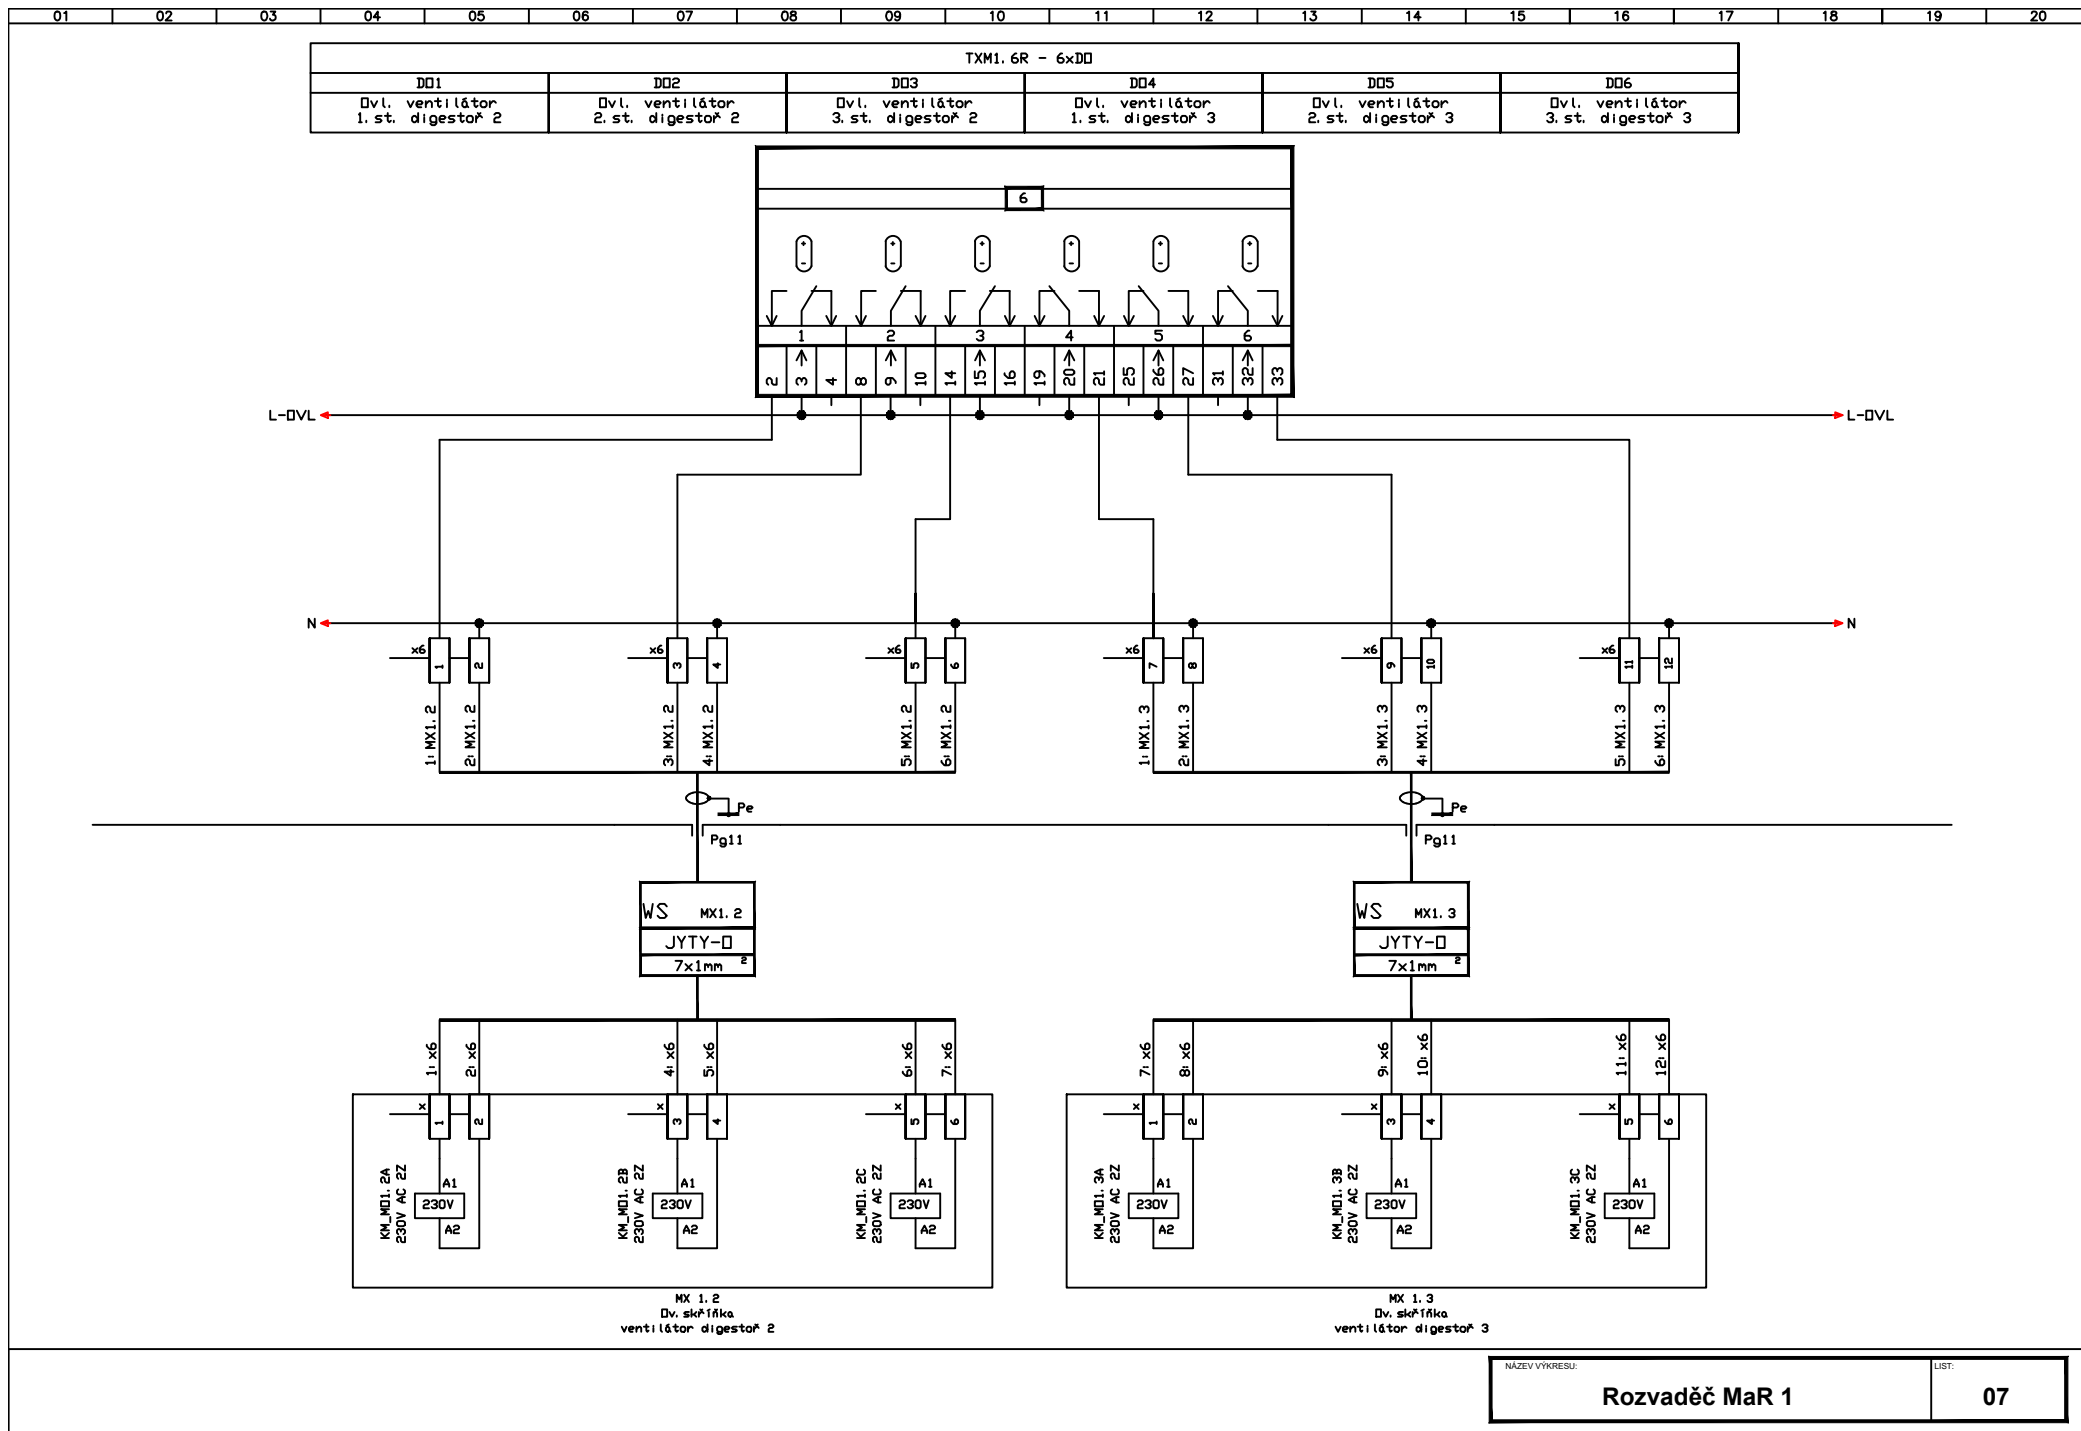 01 02 03 04 05 06 07 08 09 10 11 12 13 14 15 16 17 18 19 20
TXM1.6R - 6xDO
DO1 DO2 DO3 DO4 DO5 DO6
Ovl. ventilátor Ovl. ventilátor Ovl. ventilátor Ovl. ventilátor Ovl. ventilátor Ovl. ventilátor
1.st. digestoř 2 2.st. digestoř 2 3.st. digestoř 2 1.st. digestoř 3 2.st. digestoř 3 3.st. digestoř 3
6
+ + + + + +
- - - - - -
1 2 3 4 5 6
2 3 4 8 9 10 14 15 16 19 20 21 25 26 27 31 32 33
L-OVL L-OVL
N N
x6 1 2 x6 3 4 x6 5 6 x6 7 8 x6 9 10 x6 11 12
1: MX1.2 2: MX1.2 3: MX1.2 4: MX1.2 5: MX1.2 6: MX1.2 1: MX1.3 2: MX1.3 3: MX1.3 4: MX1.3 5: MX1.3 6: MX1.3
Pe Pe
Pg11 Pg11
WS MX1.2 WS MX1.3
JYTY-O JYTY-O
7x1mm² 7x1mm²
1: x6 2: x6 4: x6 5: x6 6: x6 7: x6 7: x6 8: x6 9: x6 10: x6 11: x6 12: x6
x 1 2 x 3 4 x 5 6 x 1 2 x 3 4 x 5 6
KM_MO1.2A KM_MO1.2B KM_MO1.2C KM_MO1.3A KM_MO1.3B KM_MO1.3C
230V AC 2Z 230V AC 2Z 230V AC 2Z 230V AC 2Z 230V AC 2Z 230V AC 2Z
A1 A1 A1 A1 A1 A1
230V 230V 230V 230V 230V 230V
A2 A2 A2 A2 A2 A2
MX 1.2 MX 1.3
Ov. skříňka Ov. skříňka
ventilátor digestoř 2 ventilátor digestoř 3
NÁZEV VÝKRESU: LIST:
Rozvaděč MaR 1 07